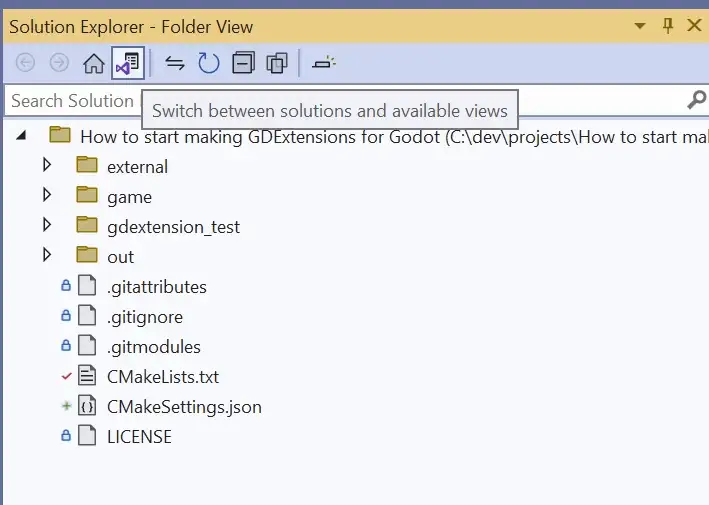 Solution Explorer - Folder View
Search Solution
Switch between solutions and available views
How to start making GDExtensions for Godot (C:\dev\projects\How to start mal
external
game
gdextension_test
out
.gitattributes
.gitignore
.gitmodules
CMakeLists.txt
CMakeSettings.json
LICENSE